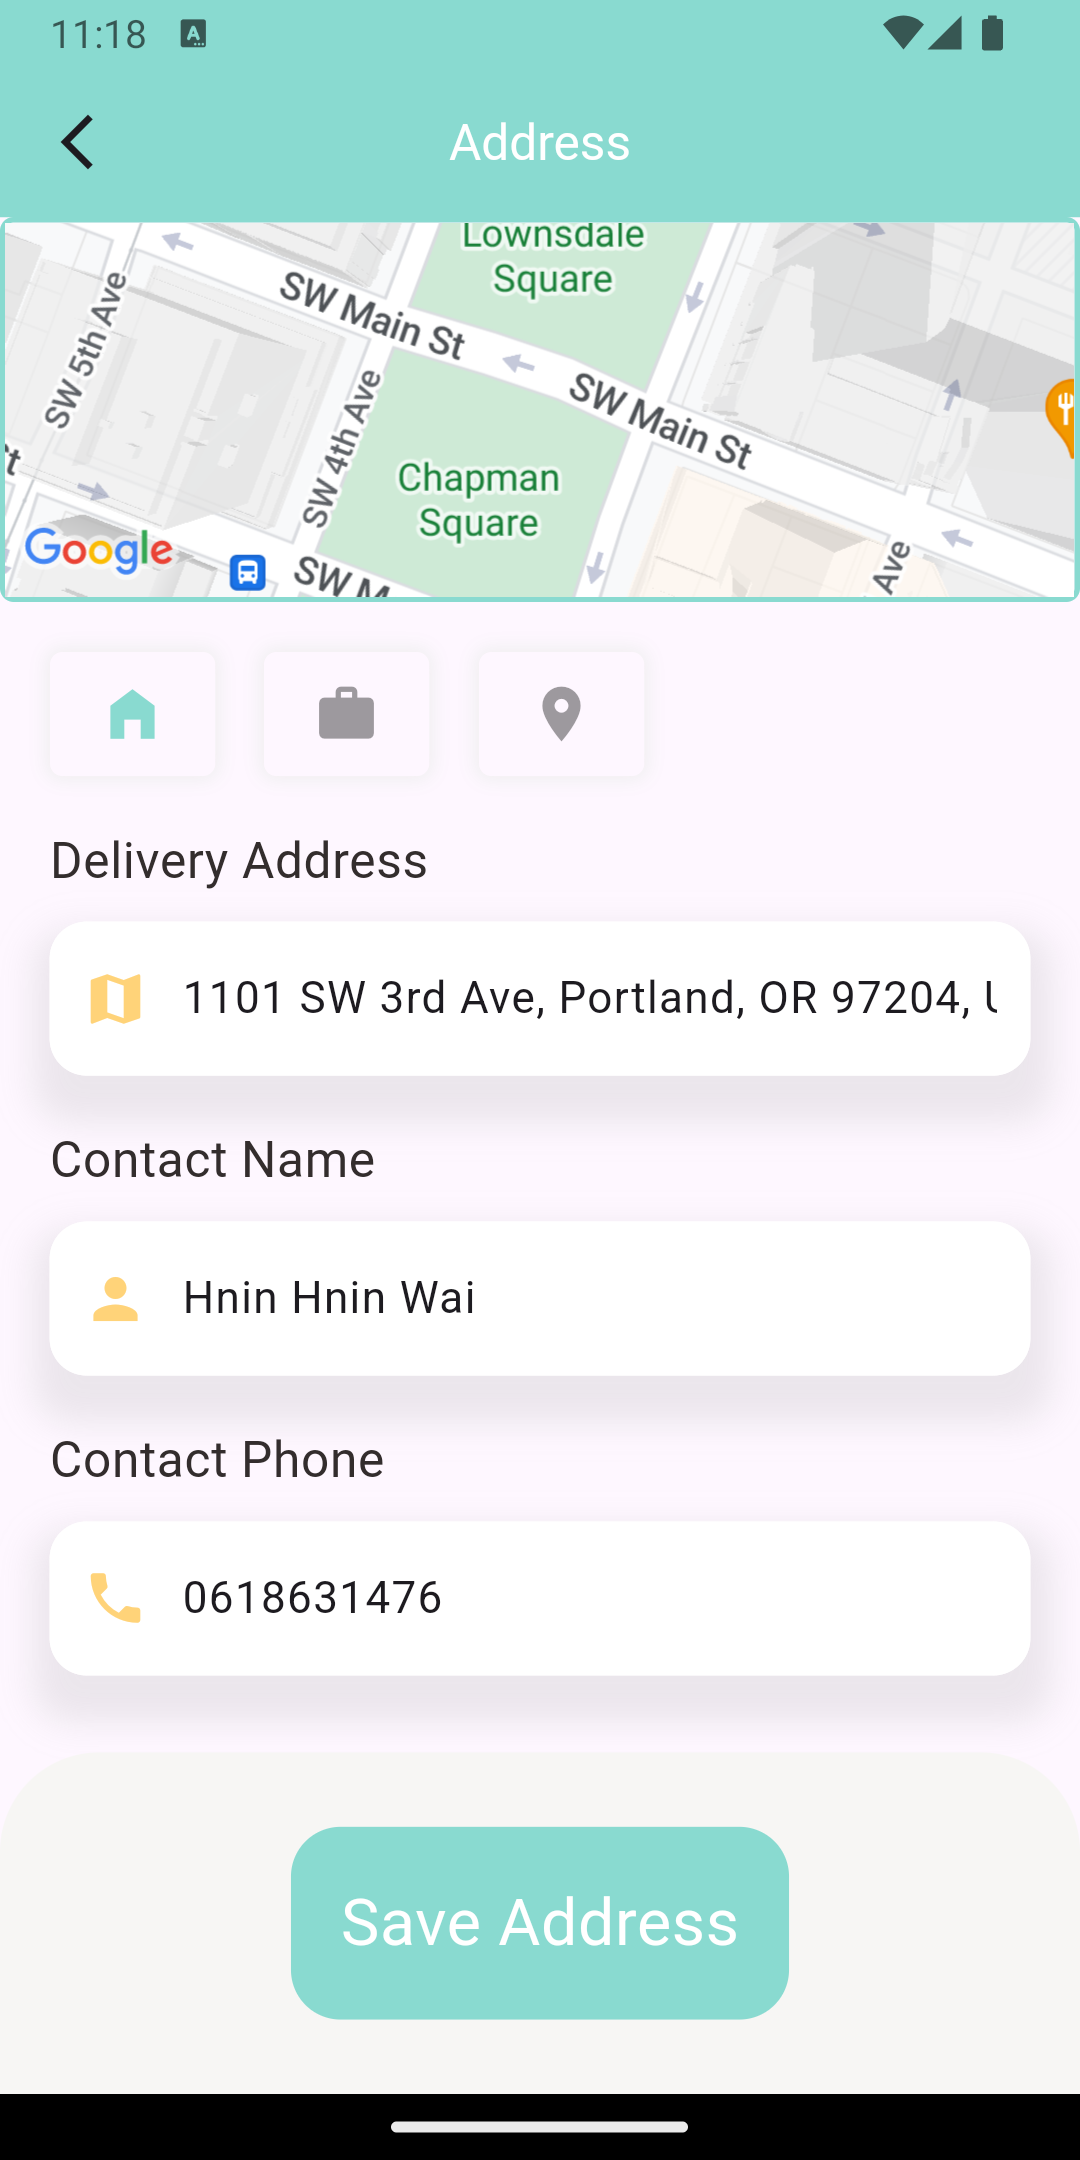 11:18
Address
Lownsdale
Square
SW Main St
SW 5th Ave
SW 4th Ave
SW Main St
Chapman
Square
Google
SW M
Ave
Delivery Address
1101 SW 3rd Ave, Portland, OR 97204,
Contact Name
Hnin Hnin Wai
Contact Phone
0618631476
Save Address